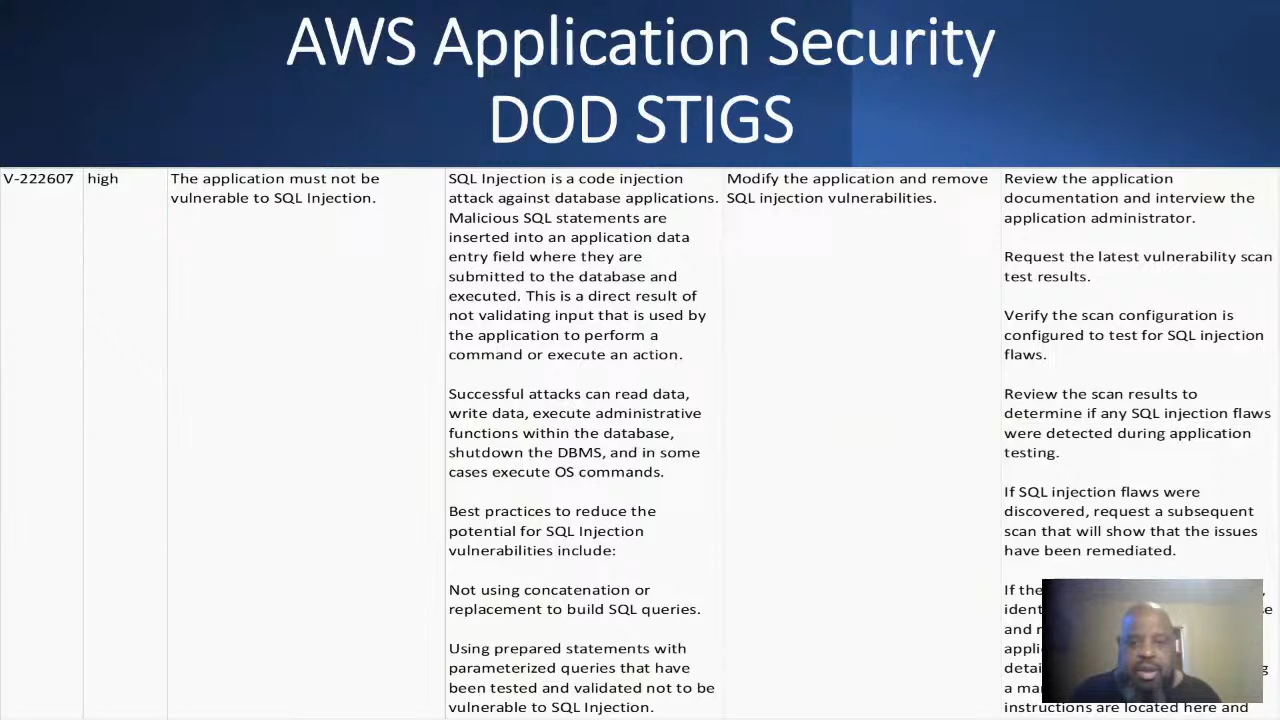 AWS Application Security
DOD STIGS
V-222607
high
The application must not be
vulnerable to SQL Injection.
SQL Injection is a code injection
attack against database applications.
Malicious SQL statements are
inserted into an application data
entry field where they are
submitted to the database and
executed. This is a direct result of
not validating input that is used by
the application to perform a
command or execute an action.
Successful attacks can read data,
write data, execute administrative
functions within the database,
shutdown the DBMS, and in some
cases execute OS commands.
Best practices to reduce the
potential for SQL Injection
vulnerabilities include:
Not using concatenation or
replacement to build SQL queries.
Using prepared statements with
parameterized queries that have
been tested and validated not to be
vulnerable to SQL Injection.
Modify the application and remove
SQL injection vulnerabilities.
Review the application
documentation and interview the
application administrator.
Request the latest vulnerability scan
test results.
Verify the scan configuration is
configured to test for SQL injection
flaws.
Review the scan results to
determine if any SQL injection flaws
were detected during application
testing.
If SQL injection flaws were
discovered, request a subsequent
scan that will show that the issues
have been remediated.
If the
and
a
instructions are located here and